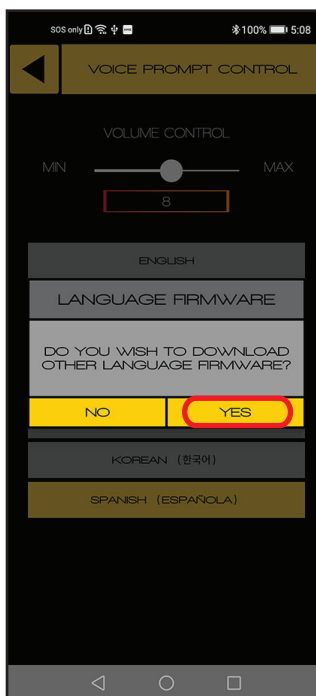 SOS only
100% 5:08
VOICE PROMPT CONTROL
VOLUME CONTROL
MIN MAX
8
ENGLISH
LANGUAGE FIRMWARE
DO YOU WISH TO DOWNLOAD
OTHER LANGUAGE FIRMWARE?
NO YES
KOREAN (한국어)
SPANISH (ESPAÑOLA)